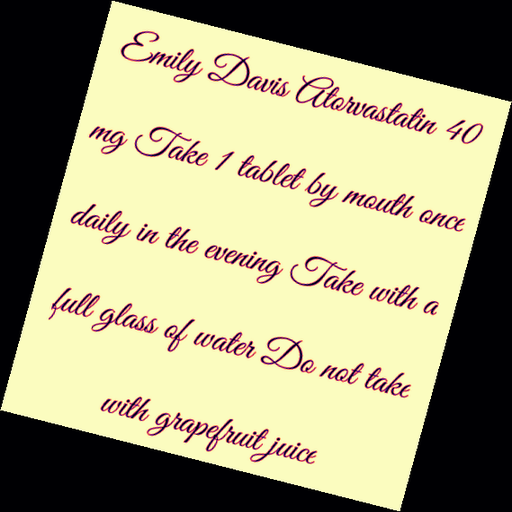 Emily Davis Atorvastatin 40
mg Take 1 tablet by mouth once
daily in the evening Take with a
full glass of water Do not take
with grapefruit juice